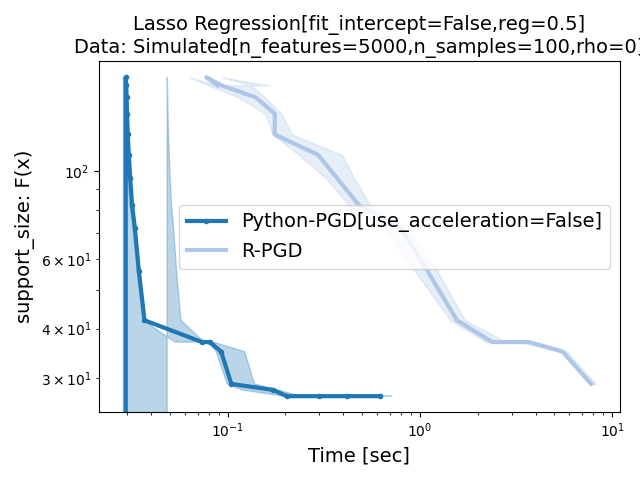 Lasso Regression[fit_intercept=False,reg=0.5]
Data: Simulated[n_features=5000,n_samples=100,rho=0]
support_size: F(x)
10²
6 × 10¹
4 × 10¹
3 × 10¹
Python-PGD[use_acceleration=False]
R-PGD
10⁻¹ 10⁰ 10¹
Time [sec]